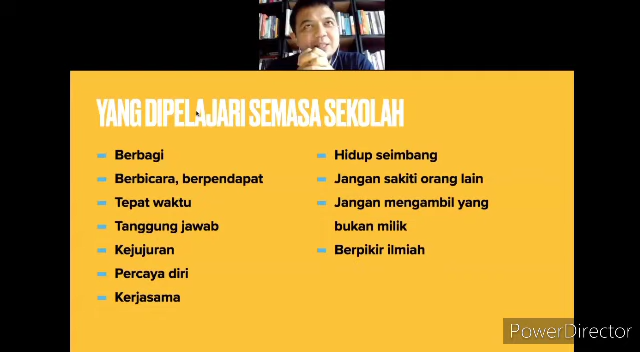 YANG DIPELAJARI SEMASA SEKOLAH
Berbagi
Berbicara, berpendapat
Tepat waktu
Tanggung jawab
Kejujuran
Percaya diri
Kerjasama
Hidup seimbang
Jangan sakiti orang lain
Jangan mengambil yang
bukan milik
Berpikir ilmiah
PowerDirector